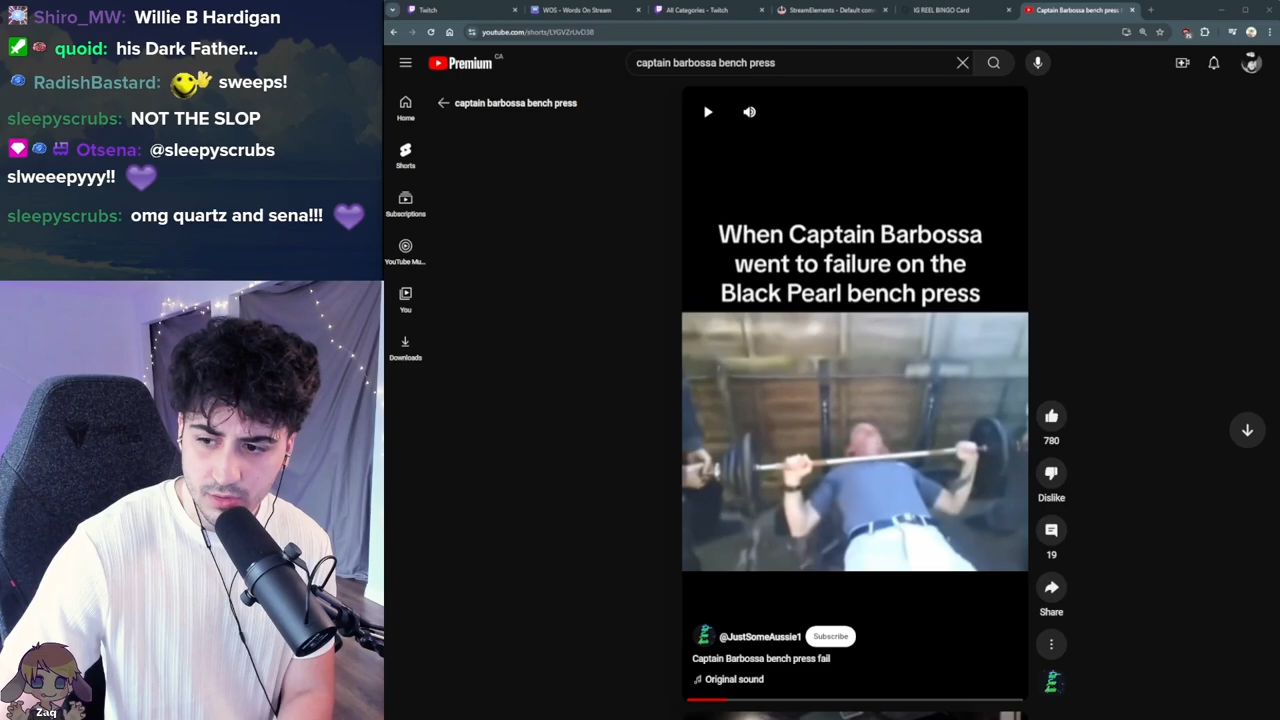 Shiro_MW: Willie B Hardigan
quoid: his Dark Father...
RadishBastard: sweeps!
sleepyscrubs: NOT THE SLOP
Otsena: @sleepyscrubs
slweeepyyy!!
sleepyscrubs: omg quartz and sena!!!
Zaq
Twitch
WOS - Words On Stream
All Categories - Twitch
StreamElements - Default com
IG REEL BINGO Card
Captain Barbossa bench press
youtube.com/shorts/LYGVZrUvD38
Premium CA
captain barbossa bench press
Home
Shorts
Subscriptions
YouTube Mu...
You
Downloads
captain barbossa bench press
When Captain Barbossa
went to failure on the
Black Pearl bench press
780
Dislike
19
Share
@JustSomeAussie1 Subscribe
Captain Barbossa bench press fail
Original sound